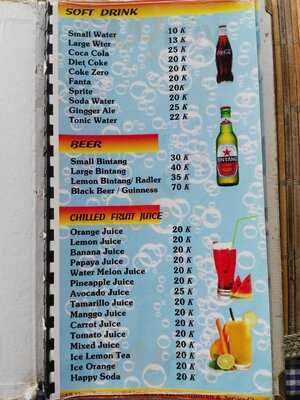 SOFT DRINK
Small Water 10 K
Large Wter 13 K
Coca Cola 25 K
Diet Coke 20 K
Coke Zero 20 K
Fanta 20 K
Sprite 20 K
Soda Water 20 K
Gingger Ale 25 K
Tonic Water 22 K
BEER
Small Bintang 30 K
Large Bintang 40 K
Lemon Bintang/ Radler 35 K
Black Beer / Guinness 70 K
BINTANG
CHILLED FRUIT JUICE
Orange Juice 20 K
Lemon Juice 20 K
Banana Juice 20 K
Papaya Juice 20 K
Water Melon Juice 20 K
Pineapple Juice 20 K
Avocado Juice 25 K
Tamarillo Juice 20 K
Manggo Juice 20 K
Carrot Juice 20 K
Tomato Juice 20 K
Mixed Juice 20 K
Ice Lemon Tea 20 K
Ice Orange 20 K
Happy Soda 20 K